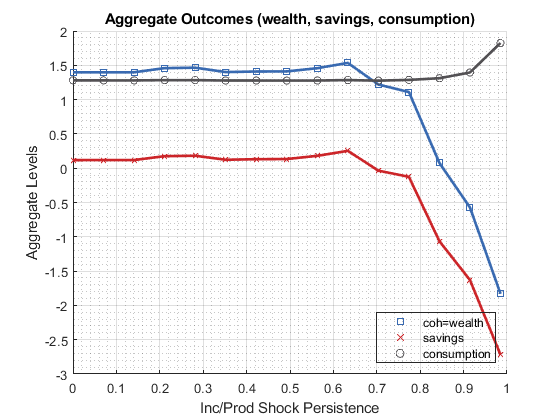 Aggregate Outcomes (wealth, savings, consumption)
2
1.5
1
0.5
0
-0.5
-1
-1.5
-2
-2.5
-3
Aggregate Levels
0 0.1 0.2 0.3 0.4 0.5 0.6 0.7 0.8 0.9 1
Inc/Prod Shock Persistence
coh=wealth
savings
consumption